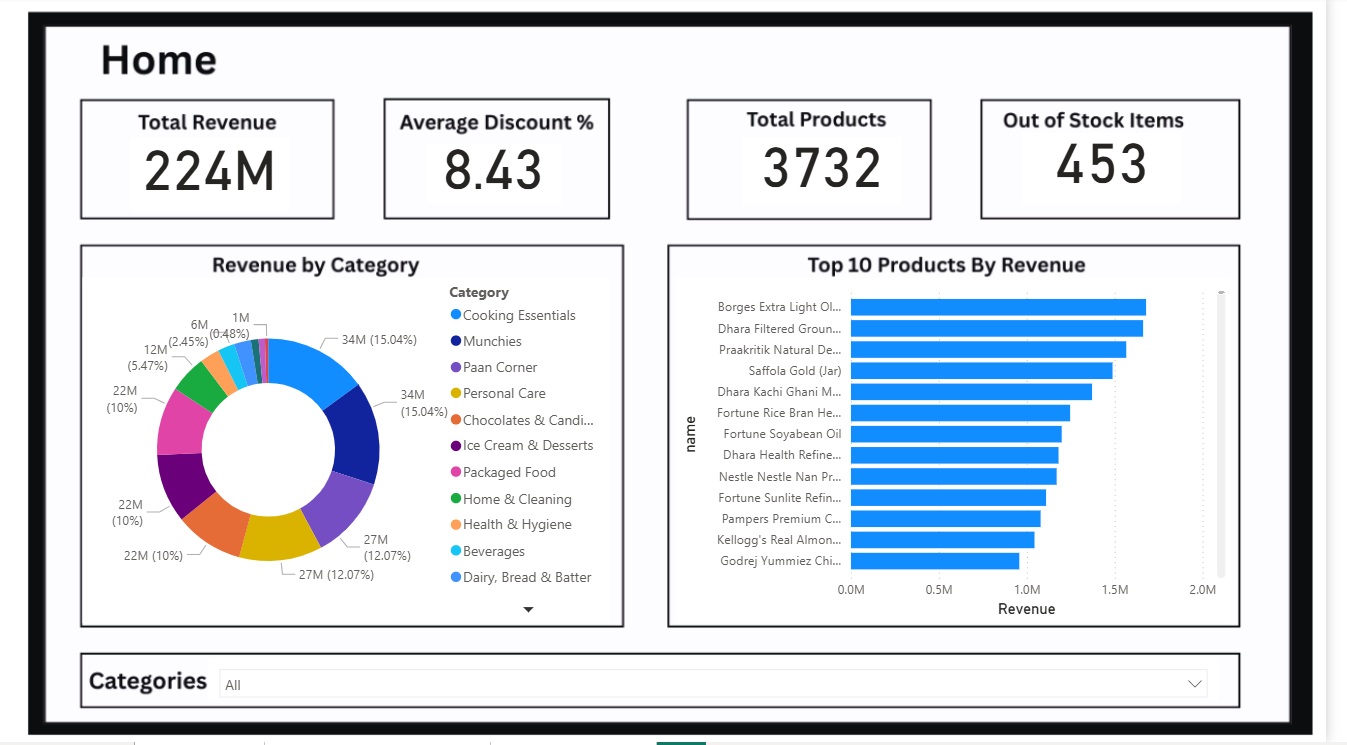 Home
Total Revenue
224M
Average Discount %
8.43
Total Products
3732
Out of Stock Items
453
Revenue by Category
34M (15.04%)
34M
(15.04%)
27M
(12.07%)
27M (12.07%)
22M (10%)
22M
(10%)
22M
(10%)
12M
(5.47%)
6M
(2.45%)
1M
(0.48%)
Category
Cooking Essentials
Munchies
Paan Corner
Personal Care
Chocolates & Candi...
Ice Cream & Desserts
Packaged Food
Home & Cleaning
Health & Hygiene
Beverages
Dairy, Bread & Batter
Top 10 Products By Revenue
name
Borges Extra Light Ol...
Dhara Filtered Groun...
Praakritik Natural De...
Saffola Gold (Jar)
Dhara Kachi Ghani M...
Fortune Rice Bran He...
Fortune Soyabean Oil
Dhara Health Refine...
Nestle Nestle Nan Pr...
Fortune Sunlite Refin...
Pampers Premium C...
Kellogg's Real Almon...
Godrej Yummiez Chi...
0.0M 0.5M 1.0M 1.5M 2.0M
Revenue
Categories
All